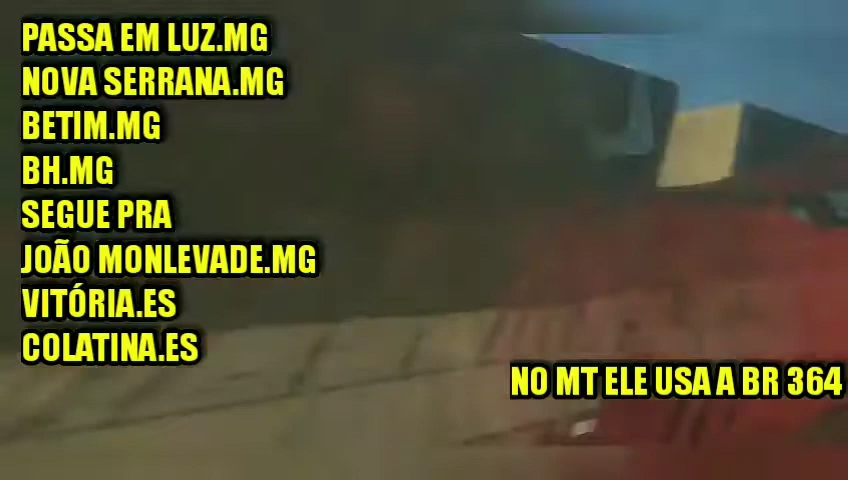 PASSA EM LUZ.MG
NOVA SERRANA.MG
BETIM.MG
BH.MG
SEGUE PRA
JOÃO MONLEVADE.MG
VITÓRIA.ES
COLATINA.ES
NO MT ELE USA A BR 364